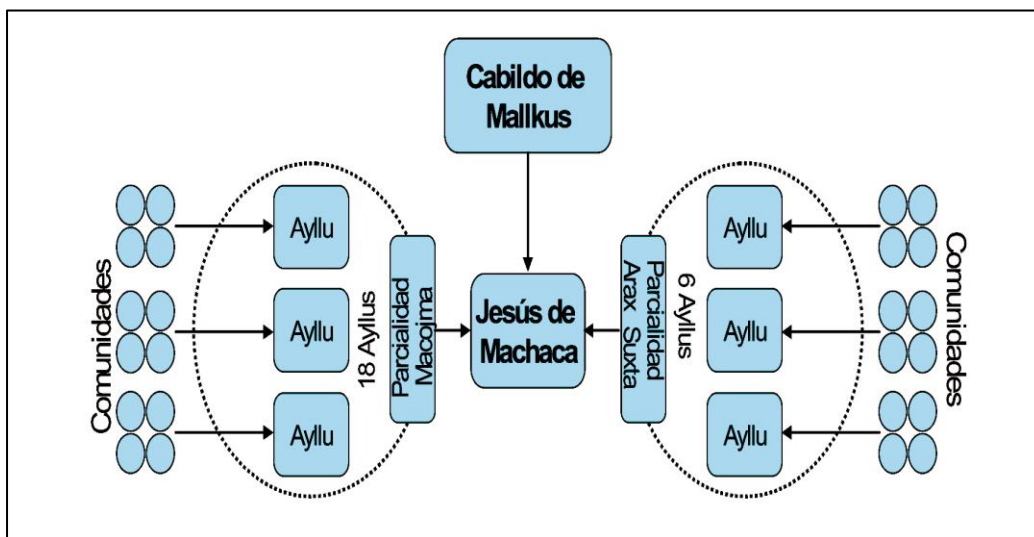 Cabildo de
Mallkus
Comunidades
Ayllu
Ayllu
Ayllu
18 Ayllus
Parcialidad
Macojma
Jesús de
Machaca
Parcialidad
Arax Suxta
6 Ayllus
Ayllu
Ayllu
Ayllu
Comunidades